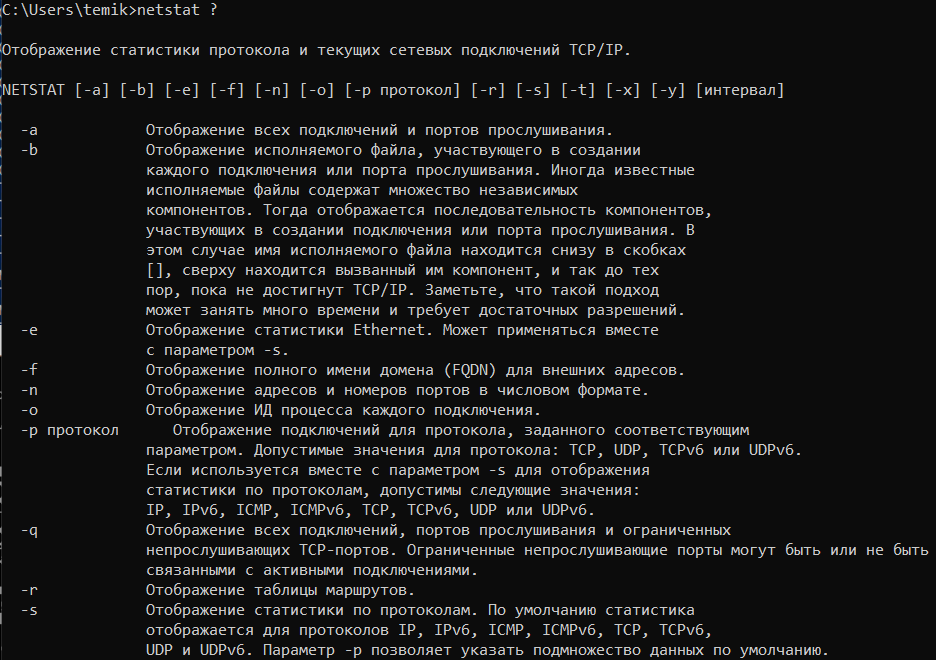 C:\Users\temik>netstat ?
Отображение статистики протокола и текущих сетевых подключений TCP/IP.
NETSTAT [-a] [-b] [-e] [-f] [-n] [-o] [-p протокол] [-r] [-s] [-t] [-x] [-y] [интервал]
-a Отображение всех подключений и портов прослушивания.
-b Отображение исполняемого файла, участвующего в создании
каждого подключения или порта прослушивания. Иногда известные
исполняемые файлы содержат множество независимых
компонентов. Тогда отображается последовательность компонентов,
участвующих в создании подключения или порта прослушивания. В
этом случае имя исполняемого файла находится снизу в скобках
[], сверху находится вызванный им компонент, и так до тех
пор, пока не достигнут TCP/IP. Заметьте, что такой подход
может занять много времени и требует достаточных разрешений.
-e Отображение статистики Ethernet. Может применяться вместе
с параметром -s.
-f Отображение полного имени домена (FQDN) для внешних адресов.
-n Отображение адресов и номеров портов в числовом формате.
-o Отображение ИД процесса каждого подключения.
-p протокол Отображение подключений для протокола, заданного соответствующим
параметром. Допустимые значения для протокола: TCP, UDP, TCPv6 или UDPv6.
Если используется вместе с параметром -s для отображения
статистики по протоколам, допустимы следующие значения:
IP, IPv6, ICMP, ICMPv6, TCP, TCPv6, UDP или UDPv6.
-q Отображение всех подключений, портов прослушивания и ограниченных
непрослушивающих TCP-портов. Ограниченные непрослушивающие порты могут быть или не быть
связанными с активными подключениями.
-r Отображение таблицы маршрутов.
-s Отображение статистики по протоколам. По умолчанию статистика
отображается для протоколов IP, IPv6, ICMP, ICMPv6, TCP, TCPv6,
UDP и UDPv6. Параметр -p позволяет указать подмножество данных по умолчанию.